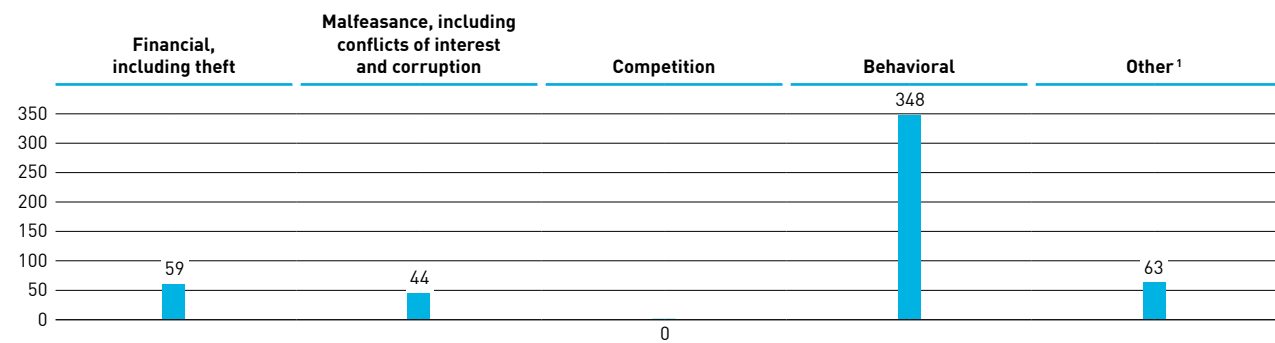 Financial,
including theft
Malfeasance, including
conflicts of interest
and corruption
Competition
Behavioral
Other ¹
350
300
250
200
150
100
50
0
59
44
0
348
63